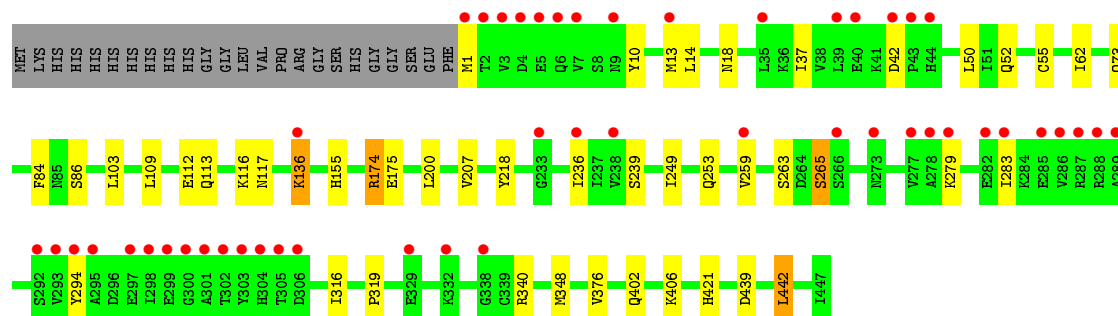 MET LYS HIS HIS HIS HIS HIS HIS HIS HIS HIS HIS GLY GLY LEU VAL PRO ARG GLY SER HIS GLY GLY SER GLU PHE M1 T2 V3 D4 E5 Q6 V7 S8 N9 Y10 M13 L14 N18 L35 K36 I37 V38 L39 E40 K41 D42 P43 H44 L50 I51 Q52 C55 I62
F84 N85 S86 L103 L109 E112 Q113 K116 N117 K136 H155 R174 E175 L200 V207 Y218 G233 I236 I237 V238 S239 I249 Q253 V259 S263 D264 S265 S266 N273 V277 A278 K279 E282 I283 K284 E285 V286 R287 R288
S292 V293 Y294 A295 D296 E297 I298 E299 G300 A301 T302 Y303 H304 T305 D306 I316 P319 E329 K332 G338 C339 R340 M348 V376 Q402 K406 H421 D439 L442 I447